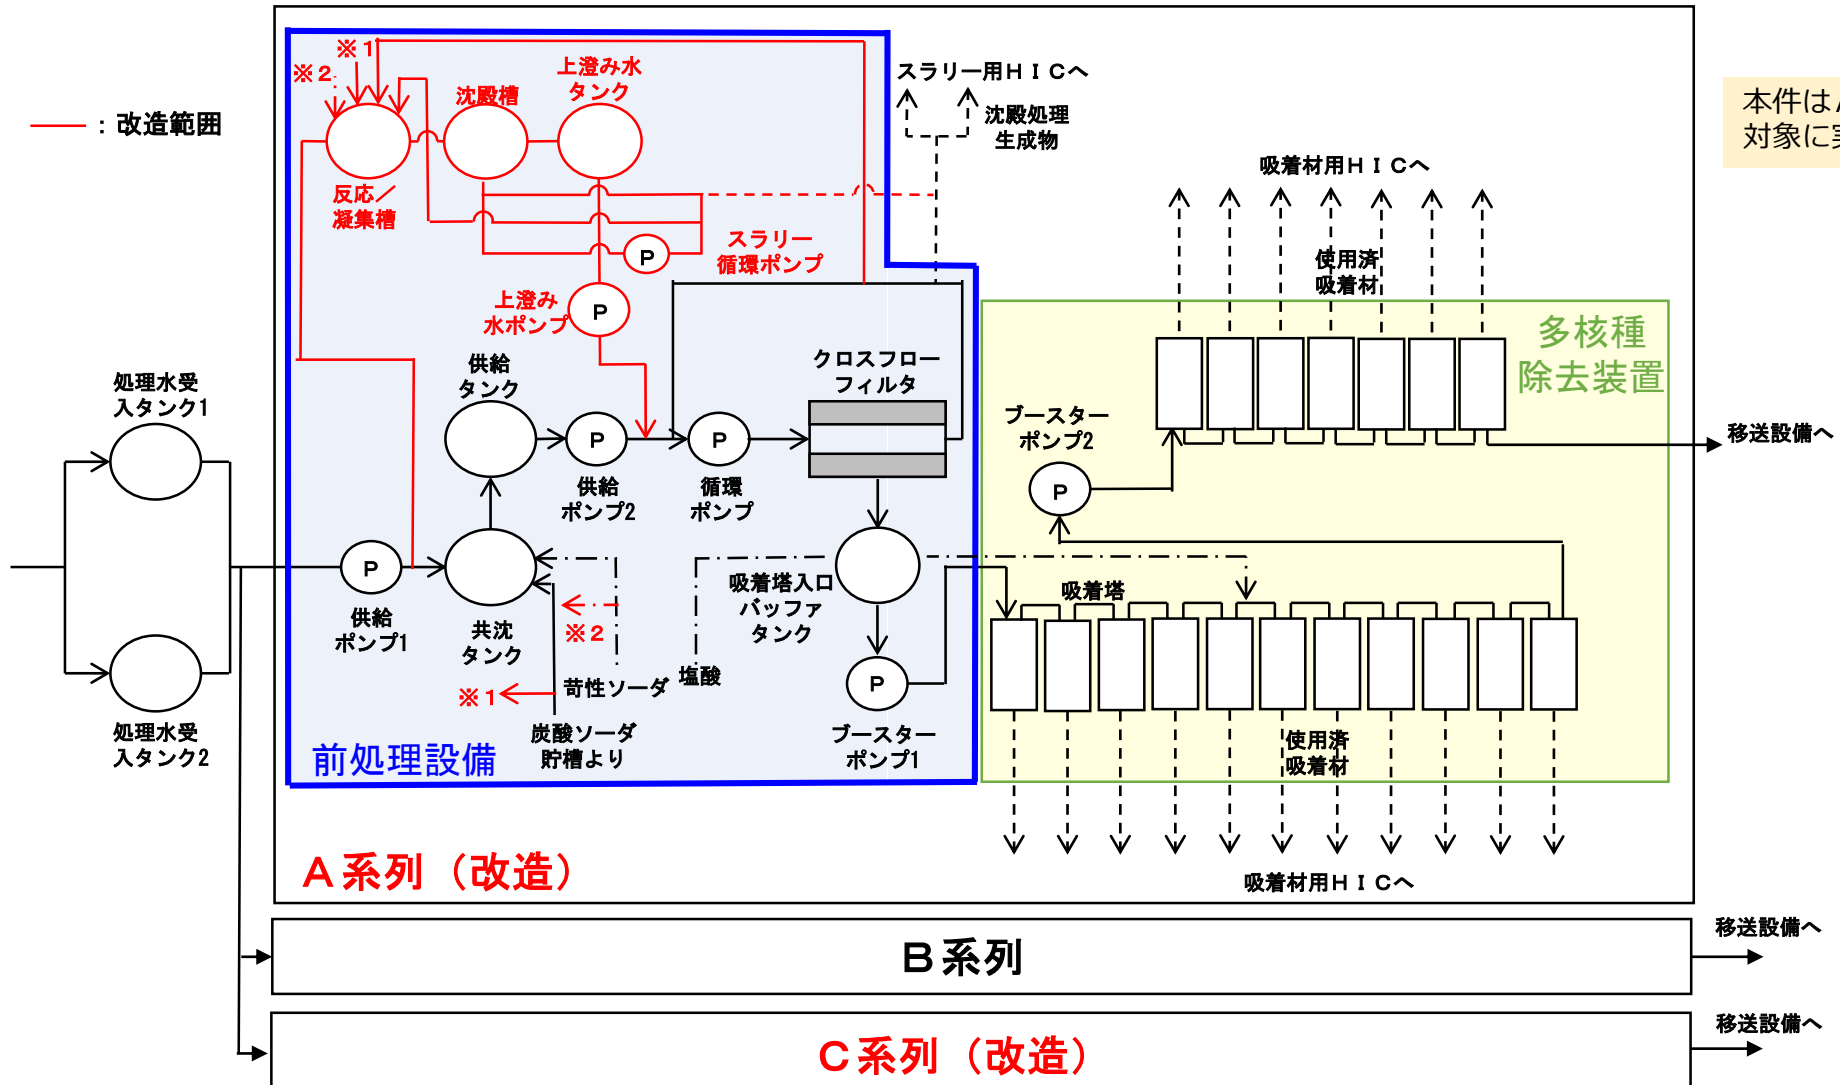 ※1
※2
上澄み水
タンク
沈殿槽
スラリー用HICへ
沈殿処理
生成物
：改造範囲
本件は
対象に
吸着材用HICへ
反応／
凝集槽
スラリー
循環ポンプ
P
使用済
吸着材
上澄み
水ポンプ
P
多核種
除去装置
供給
タンク
クロスフロー
フィルタ
処理水受
入タンク1
ブースター
ポンプ2
移送設備へ
P
P
P
供給
ポンプ2
循環
ポンプ
P
供給
ポンプ1
共沈
タンク
※2
吸着塔入口
バッファ
タンク
吸着塔
苛性ソーダ
塩酸
※1
P
炭酸ソーダ
貯槽より
ブースター
ポンプ1
処理水受
入タンク2
前処理設備
使用済
吸着材
A系列（改造）
吸着材用HICへ
B系列
移送設備へ
C系列（改造）
移送設備へ